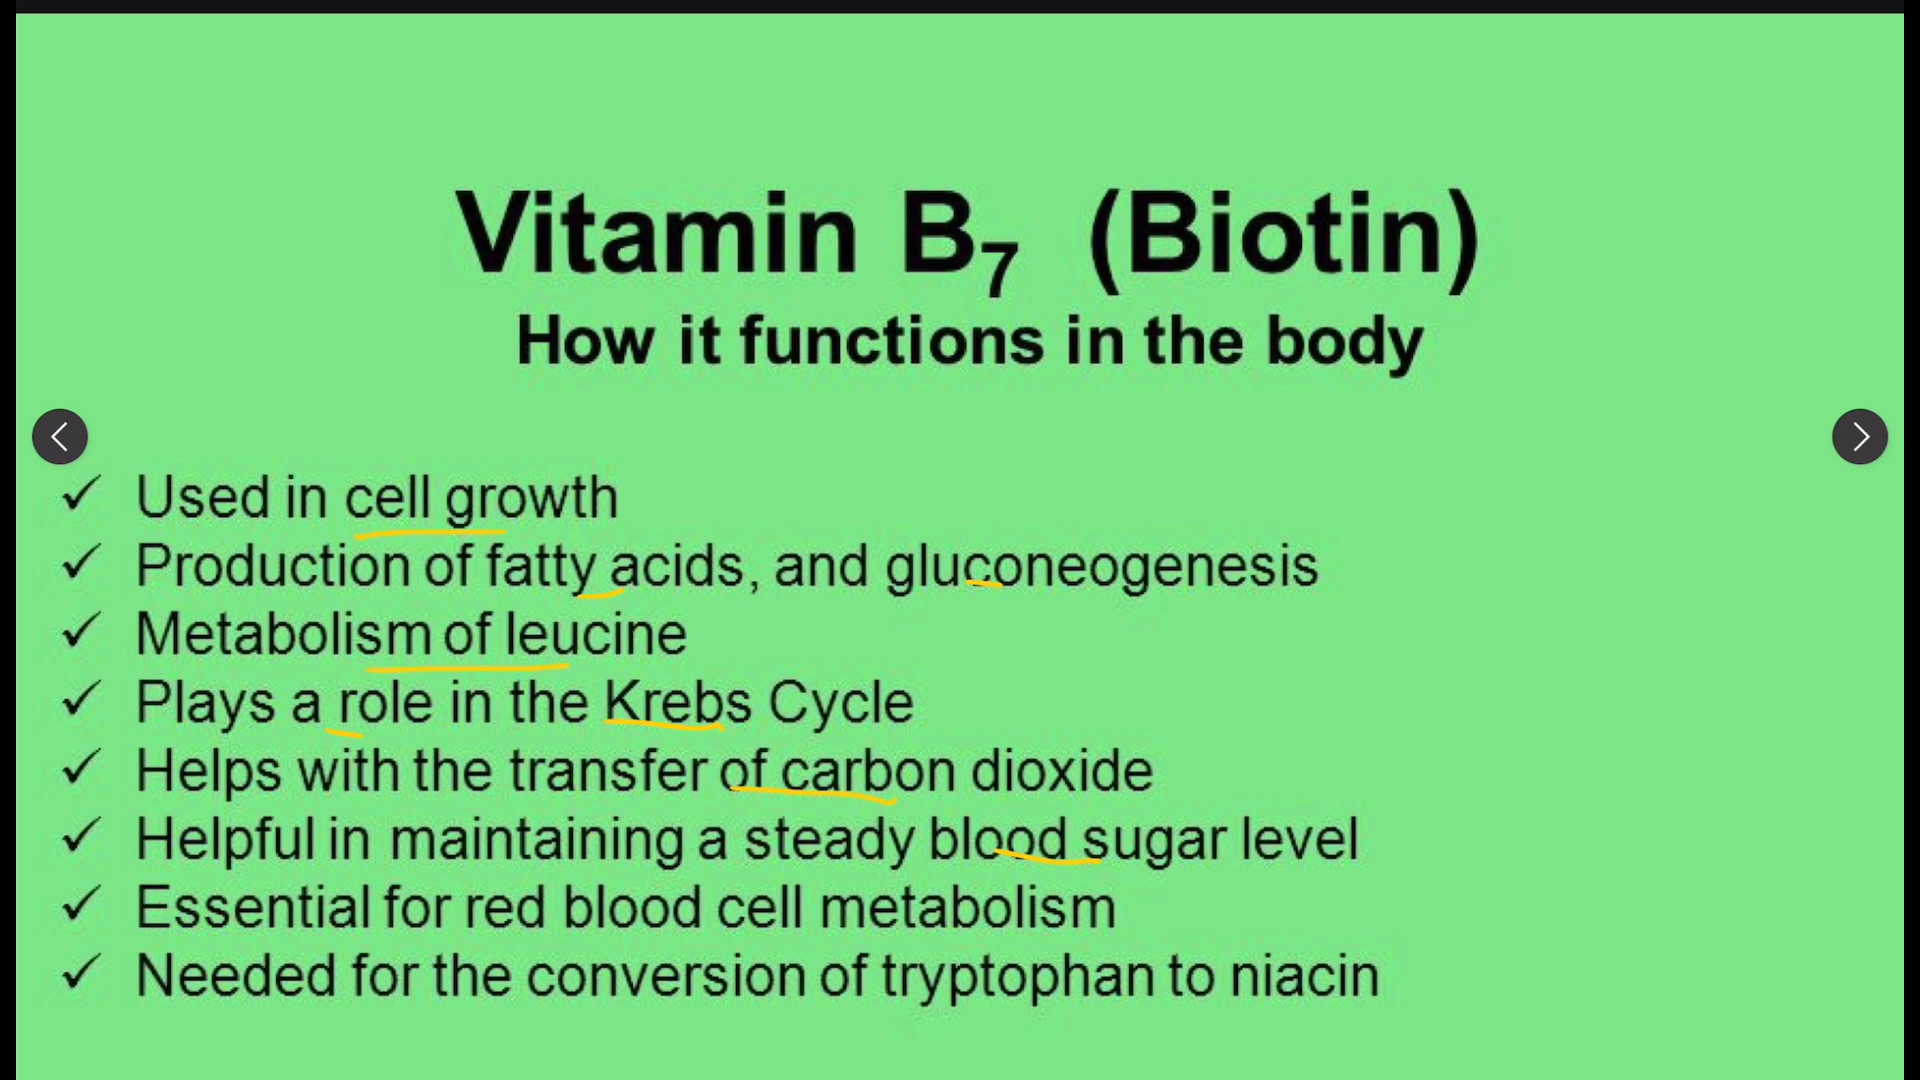 Vitamin B₇ (Biotin)
How it functions in the body
✓ Used in cell growth
✓ Production of fatty acids, and gluconeogenesis
✓ Metabolism of leucine
✓ Plays a role in the Krebs Cycle
✓ Helps with the transfer of carbon dioxide
✓ Helpful in maintaining a steady blood sugar level
✓ Essential for red blood cell metabolism
✓ Needed for the conversion of tryptophan to niacin